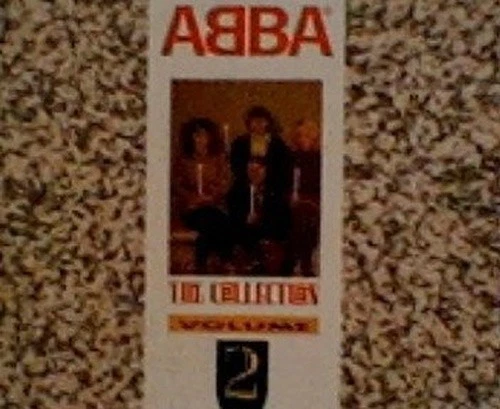 ABBA
THE COLLECTION
VOLUME
2